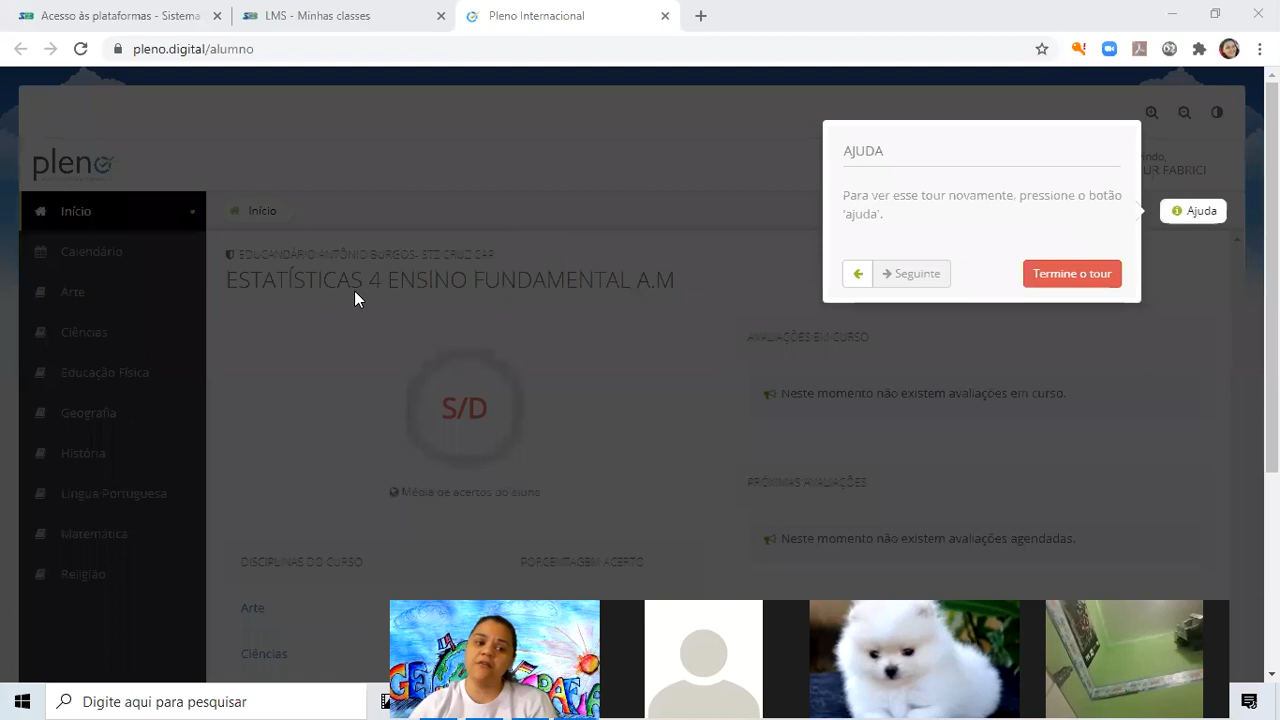 Acesso às plataformas - Sistema
LMS - Minhas classes
Pleno Internacional
pleno.digital/alumno
pleno
UR FABRICI
Início
Calendário
Arte
Ciências
Educação Física
Geografia
História
Língua Portuguesa
Matemática
Religião
Início
EDUCANDÁRIO ANTÔNIO BURGOS- STZ CRUZ CAP
ESTATÍSTICAS 4 ENSINO FUNDAMENTAL A.M
S/D
Média de acertos do aluno
DISCIPLINAS DO CURSO PORCENTAGEM ACERTO
Arte
Ciências
AJUDA
Para ver esse tour novamente, pressione o botão
'ajuda'.
Seguinte
Termine o tour
Ajuda
AVALIAÇÕES EM CURSO
Neste momento não existem avaliações em curso.
PRÓXIMAS AVALIAÇÕES
Neste momento não existem avaliações agendadas.
Digite aqui para pesquisar